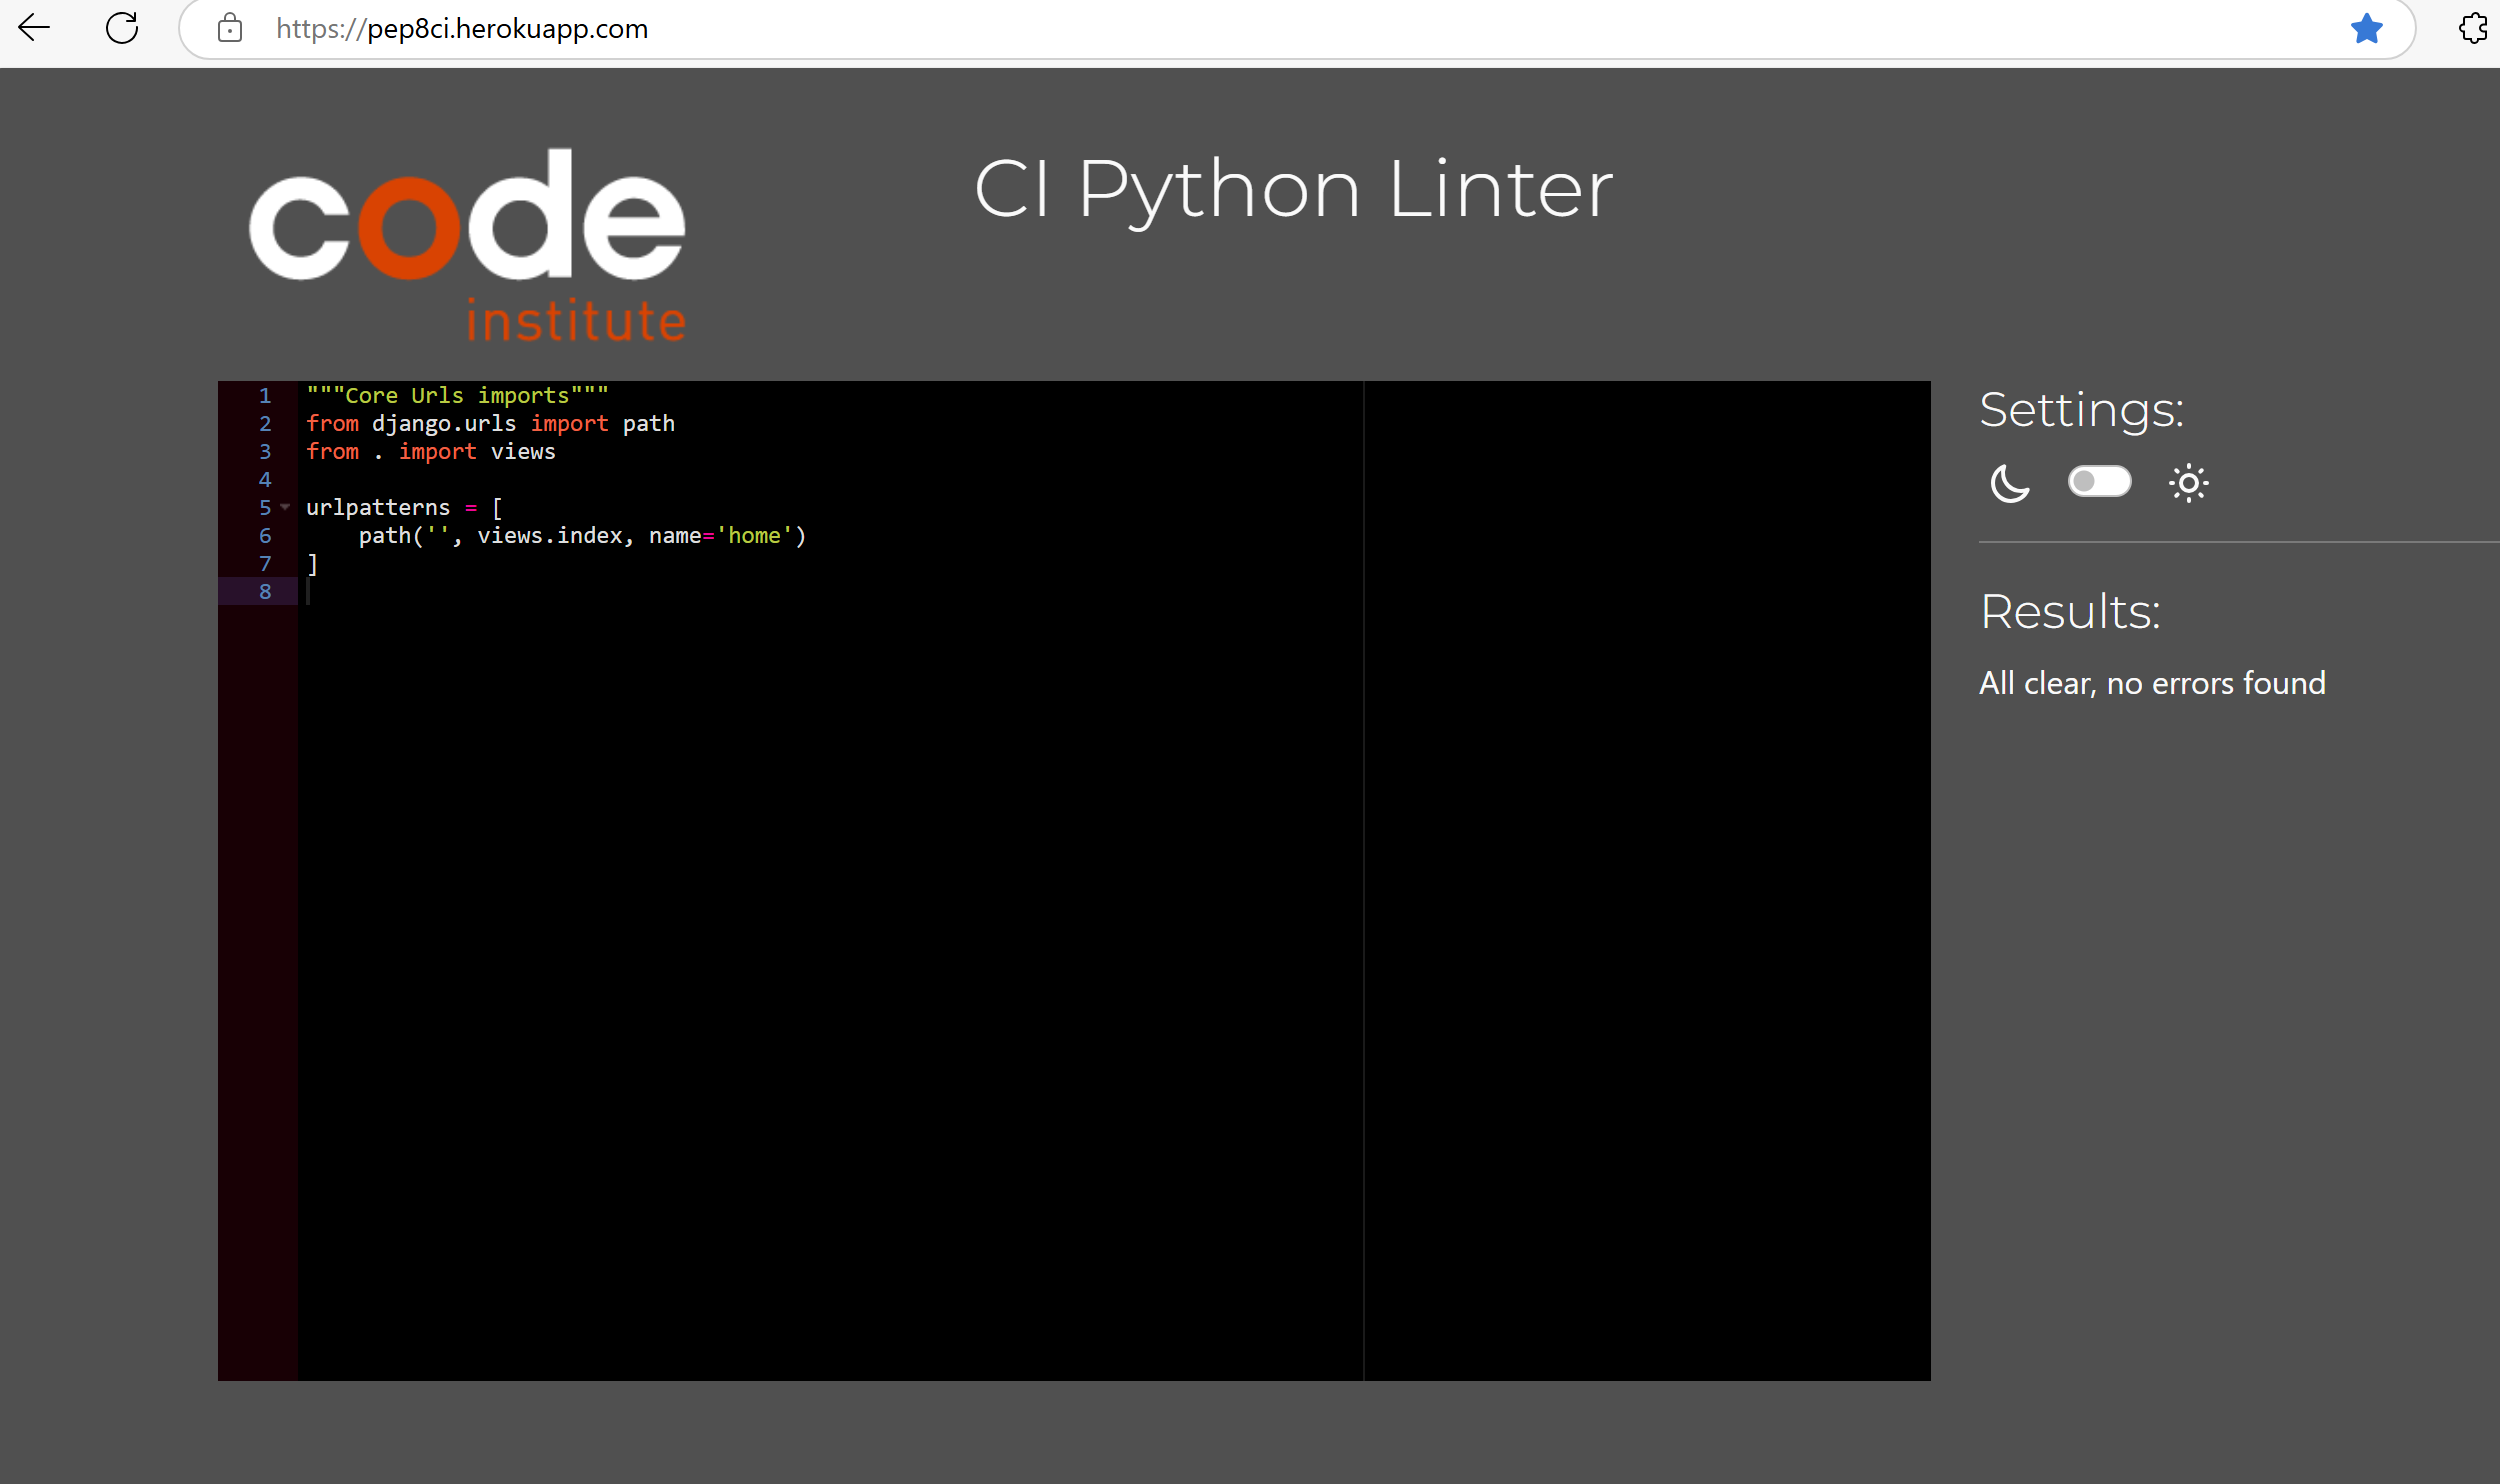 https://pep8ci.herokuapp.com
code
institute
CI Python Linter
1 """Core Urls imports"""
2 from django.urls import path
3 from . import views
4
5 urlpatterns = [
6     path('', views.index, name='home')
7 ]
8
Settings:
Results:
All clear, no errors found